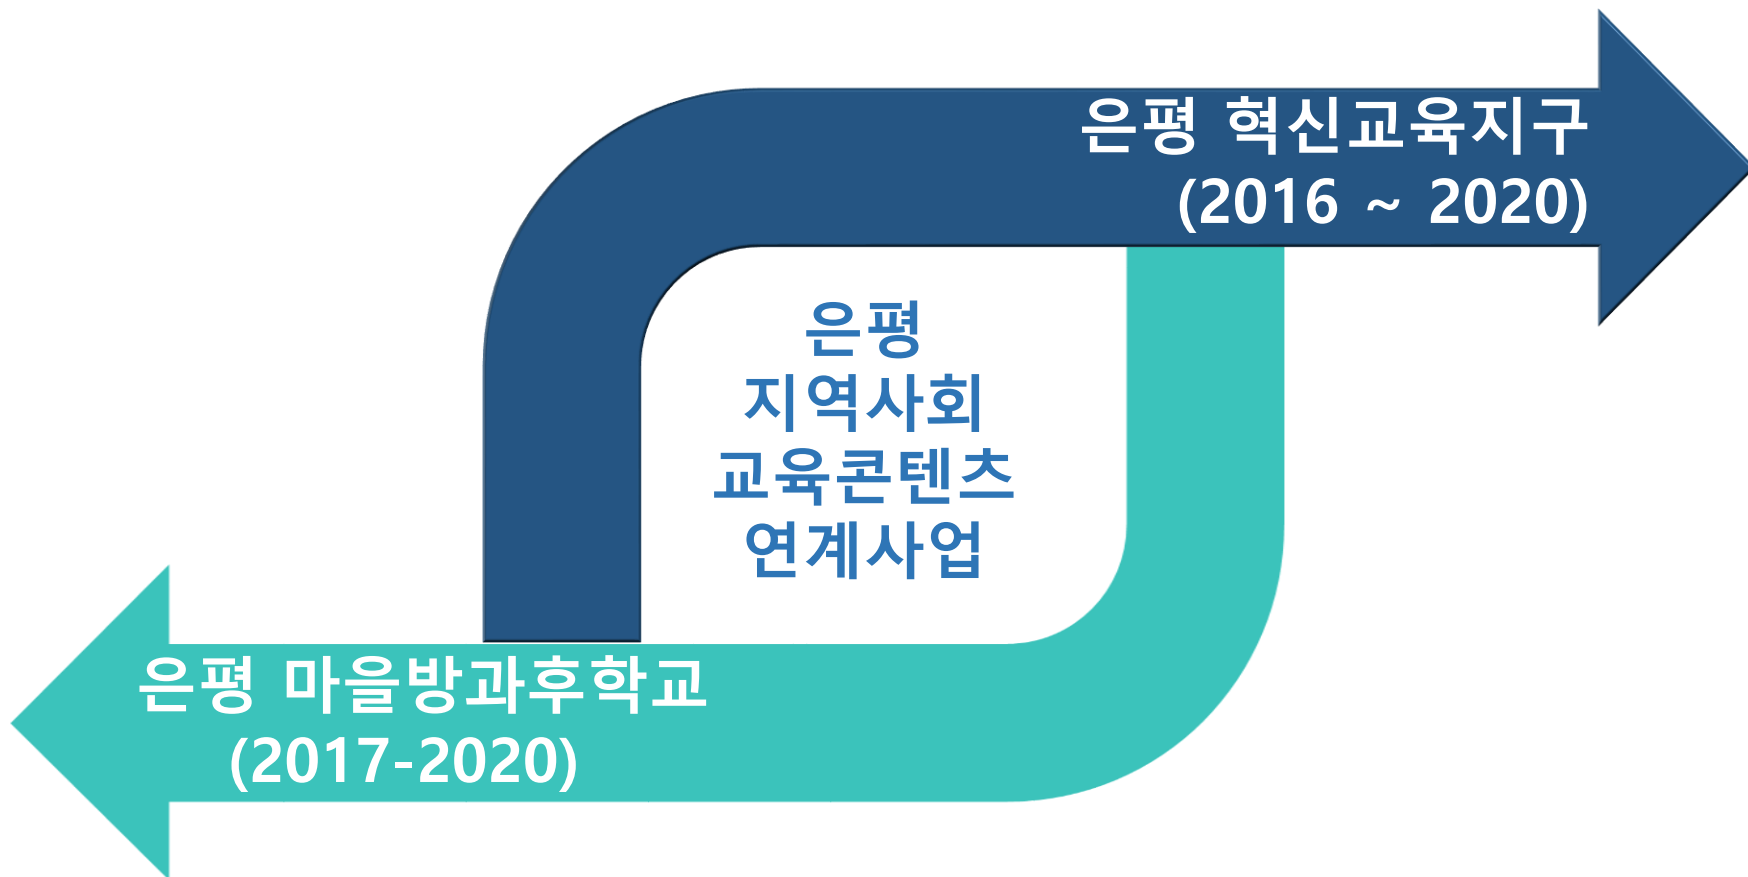 은평 혁신교육지구
(2016 ~ 2020)
은평
지역사회
교육콘텐츠
연계사업
은평 마을방과후학교
(2017-2020)